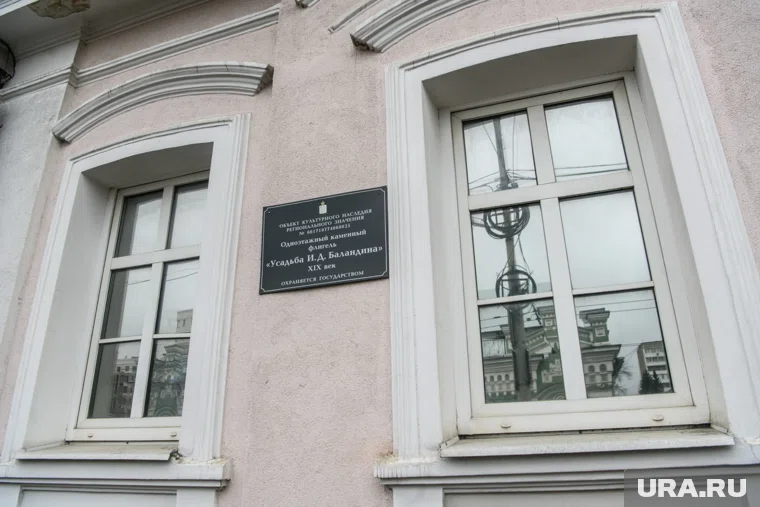 ОБЪЕКТ КУЛЬТУРНОГО НАСЛЕДИЯ
РЕГИОНАЛЬНОГО ЗНАЧЕНИЯ
Одноэтажный каменный
флигель
«Усадьба И.Д. Баландина»
XIX век
ОХРАНЯЕТСЯ ГОСУДАРСТВОМ
URA.RU